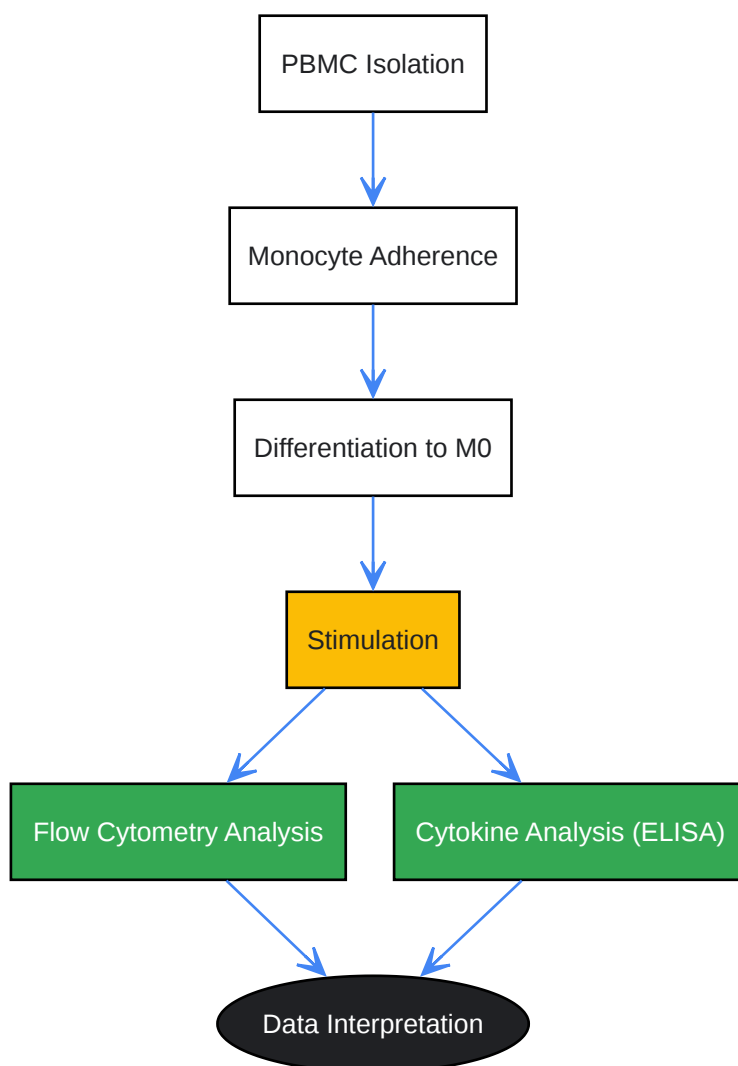 PBMC Isolation
Monocyte Adherence
Differentiation to M0
Stimulation
Flow Cytometry Analysis
Cytokine Analysis (ELISA)
Data Interpretation